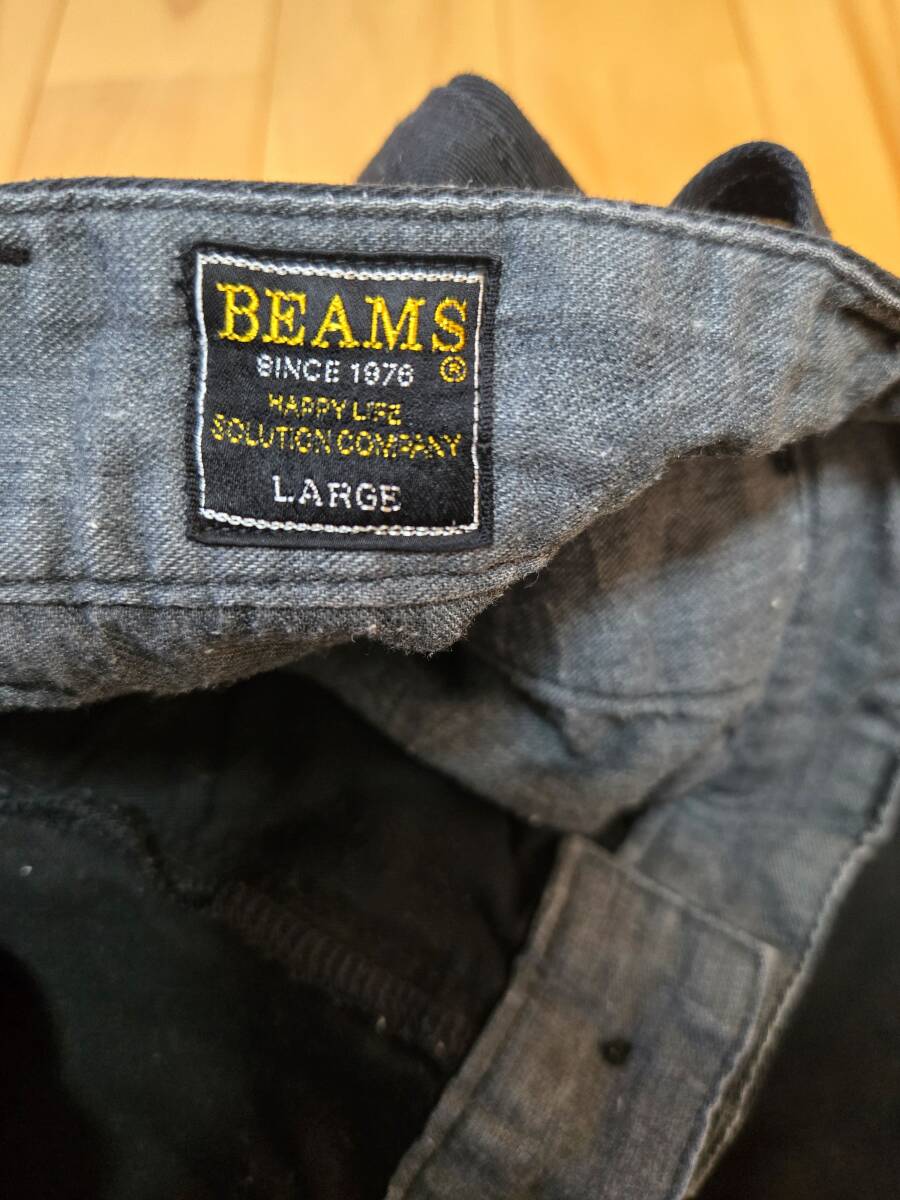 BEAMS
SINCE 1976 ®
HAPPY LIFE
SOLUTION COMPANY
LARGE